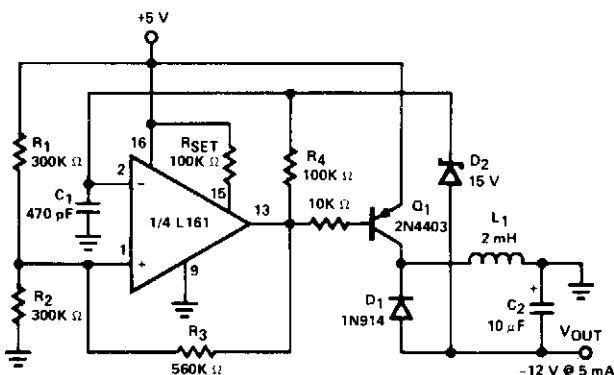 +5 V
R1
300K Ω
16
RSET
100K Ω
R4
100K Ω
D2
15 V
2
−
C1
470 pF
15
1/4 L161
13
10K Ω
Q1
2N4403
L1
2 mH
1
+
9
R2
300K Ω
D1
1N914
+
C2
10 μF
R3
560K Ω
VOUT
−12 V @ 5 mA